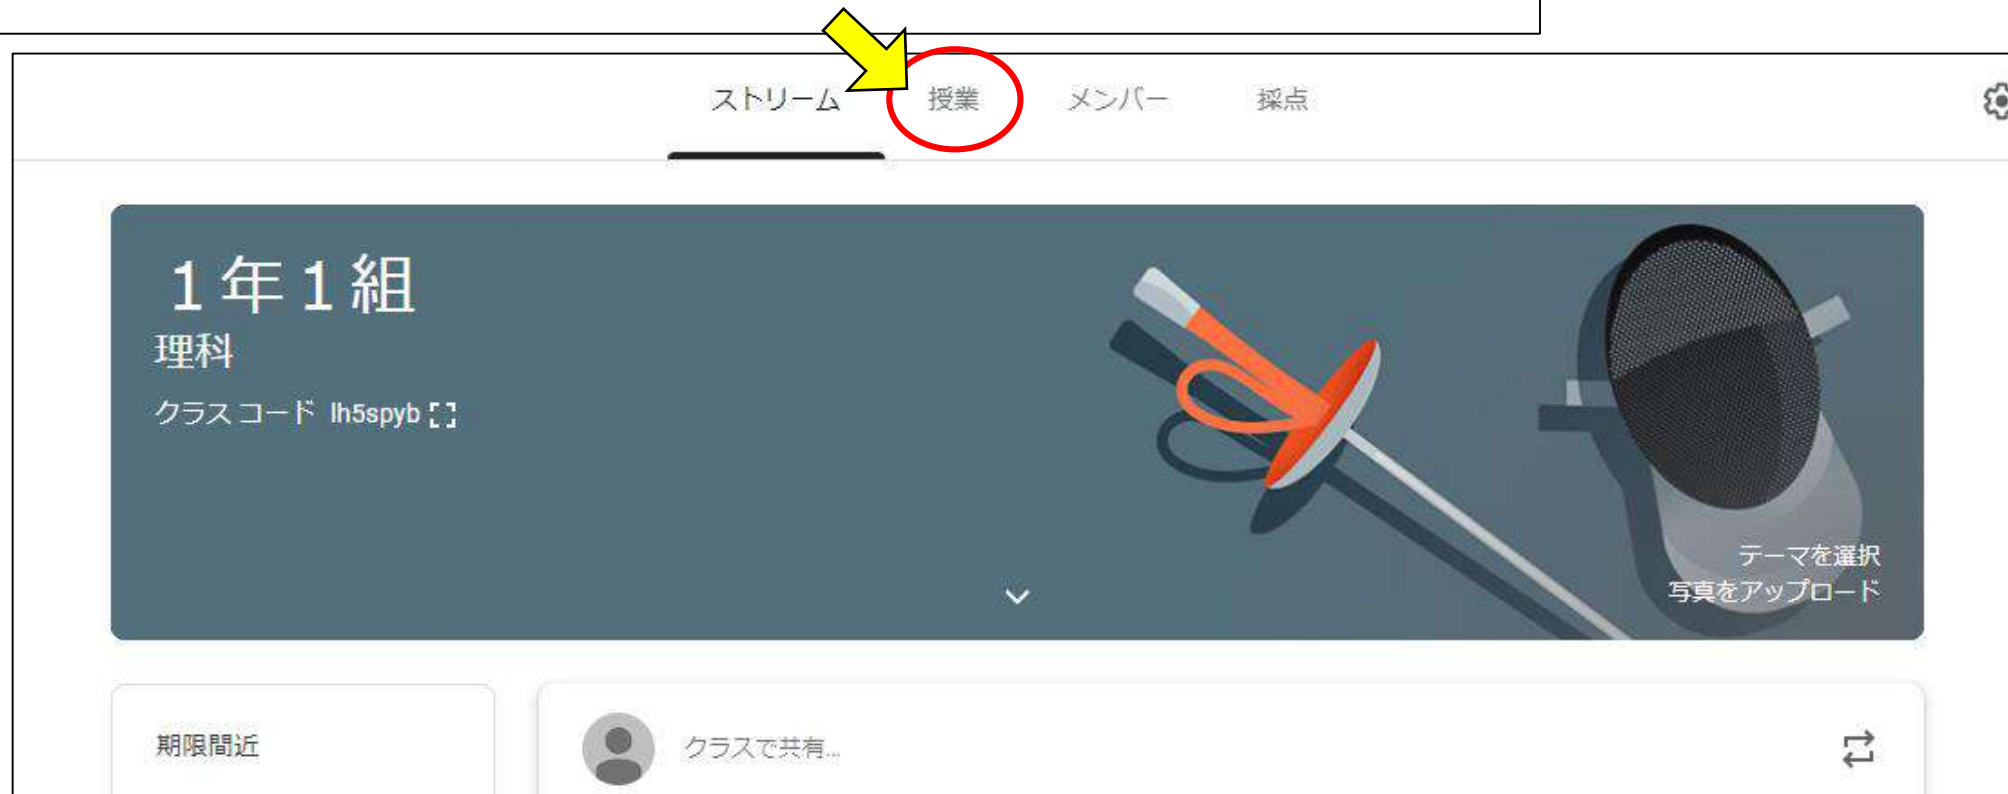 ストリーム 授業 メンバー 採点
１年１組
理科
クラス コード lh5spyb
テーマを選択
写真をアップロード
期限間近
クラスで共有...